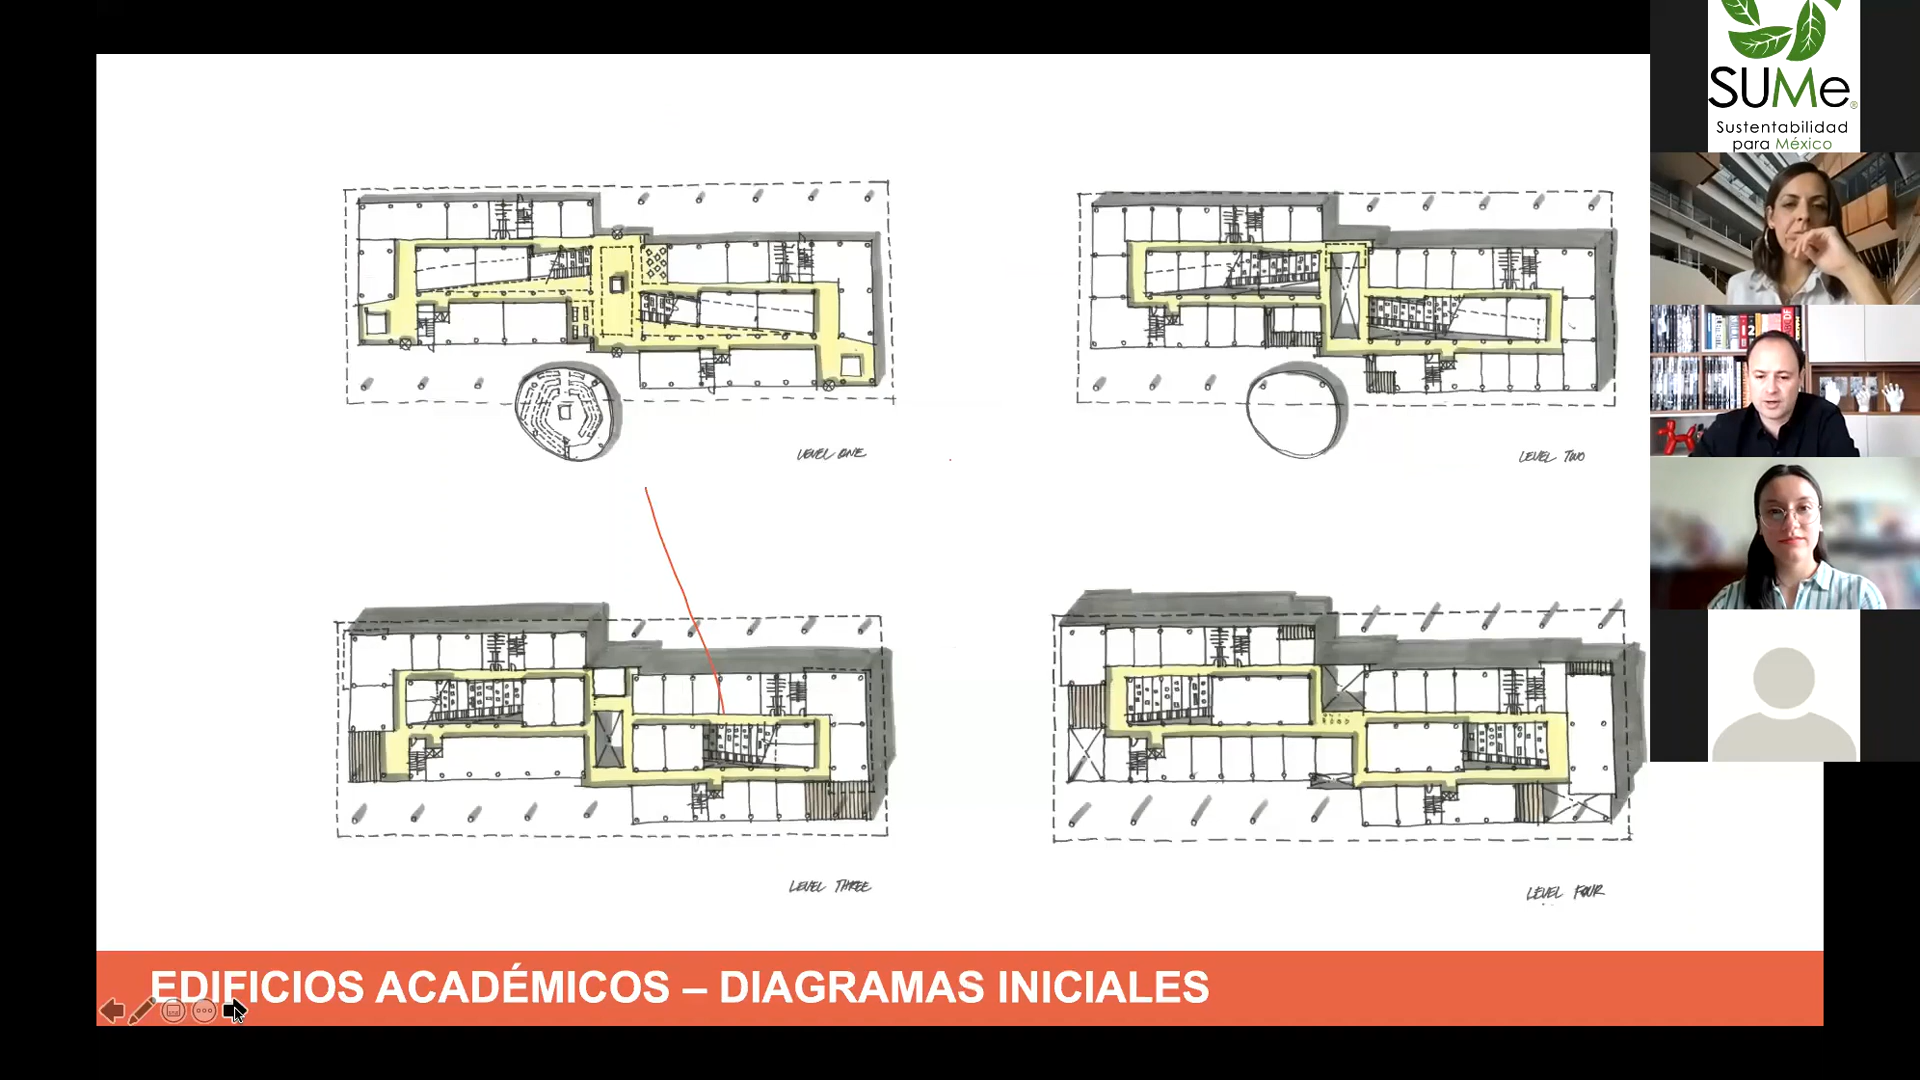 SUMe®
Sustentabilidad
para México
LEVEL ONE
LEVEL TWO
LEVEL THREE
LEVEL FOUR
EDIFICIOS ACADÉMICOS – DIAGRAMAS INICIALES